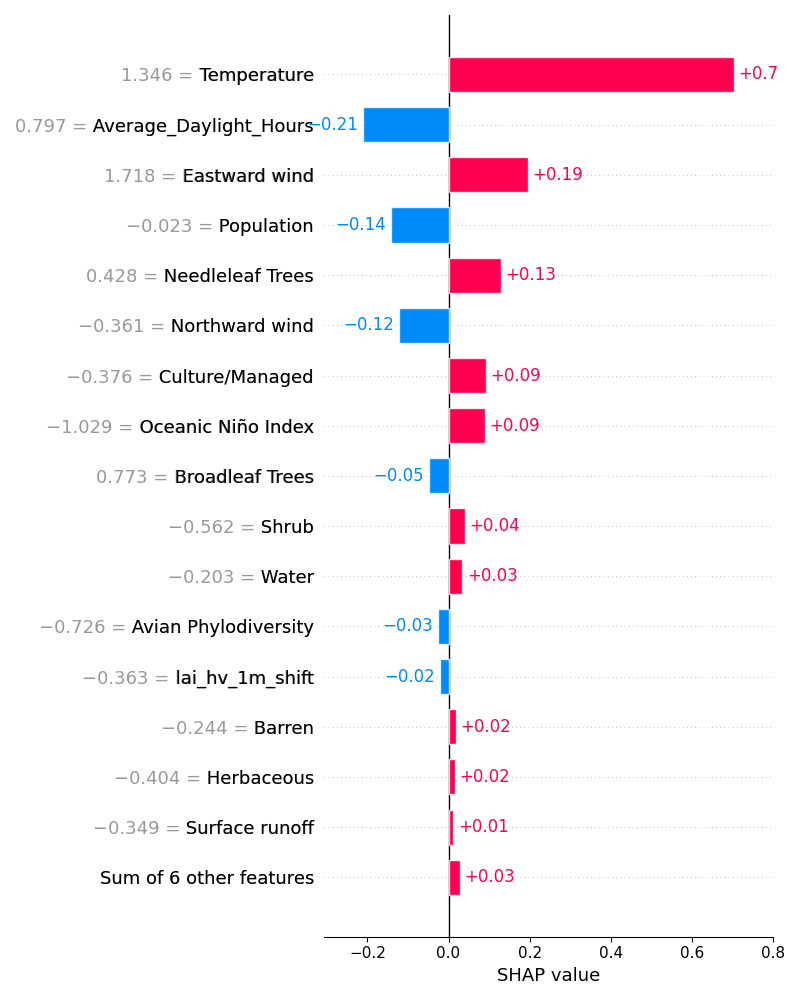 1.346 = Temperature +0.7
0.797 = Average_Daylight_Hours −0.21
1.718 = Eastward wind +0.19
−0.023 = Population −0.14
0.428 = Needleleaf Trees +0.13
−0.361 = Northward wind −0.12
−0.376 = Culture/Managed +0.09
−1.029 = Oceanic Niño Index +0.09
0.773 = Broadleaf Trees −0.05
−0.562 = Shrub +0.04
−0.203 = Water +0.03
−0.726 = Avian Phylodiversity −0.03
−0.363 = lai_hv_1m_shift −0.02
−0.244 = Barren +0.02
−0.404 = Herbaceous +0.02
−0.349 = Surface runoff +0.01
Sum of 6 other features +0.03
−0.2 0.0 0.2 0.4 0.6 0.8
SHAP value